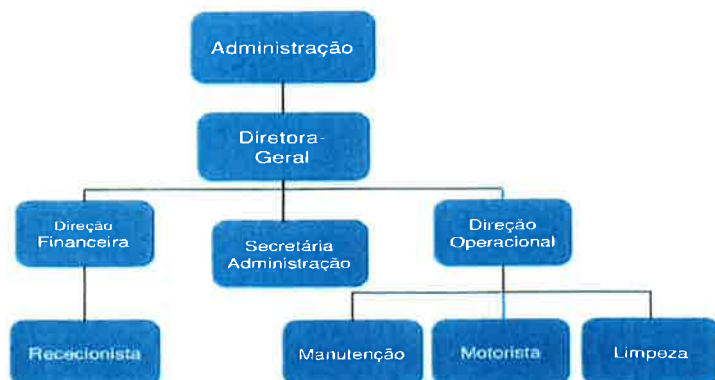 Administração
Diretora-
Geral
Direção
Financeira
Secretária
Administração
Direção
Operacional
Rececionista
Manutenção
Motorista
Limpeza